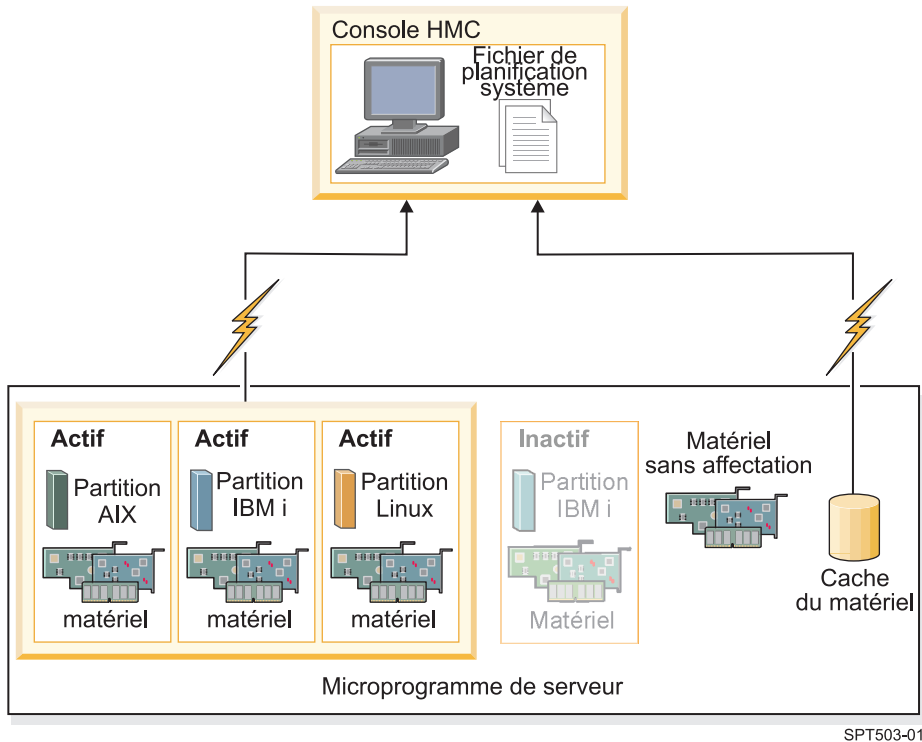 Console HMC
Fichier de
planification
système
Actif
Partition
AIX
matériel
Actif
Partition
IBM i
matériel
Actif
Partition
Linux
matériel
Inactif
Partition
IBM i
Matériel
Matériel
sans affectation
Cache
du matériel
Microprogramme de serveur
SPT503-01